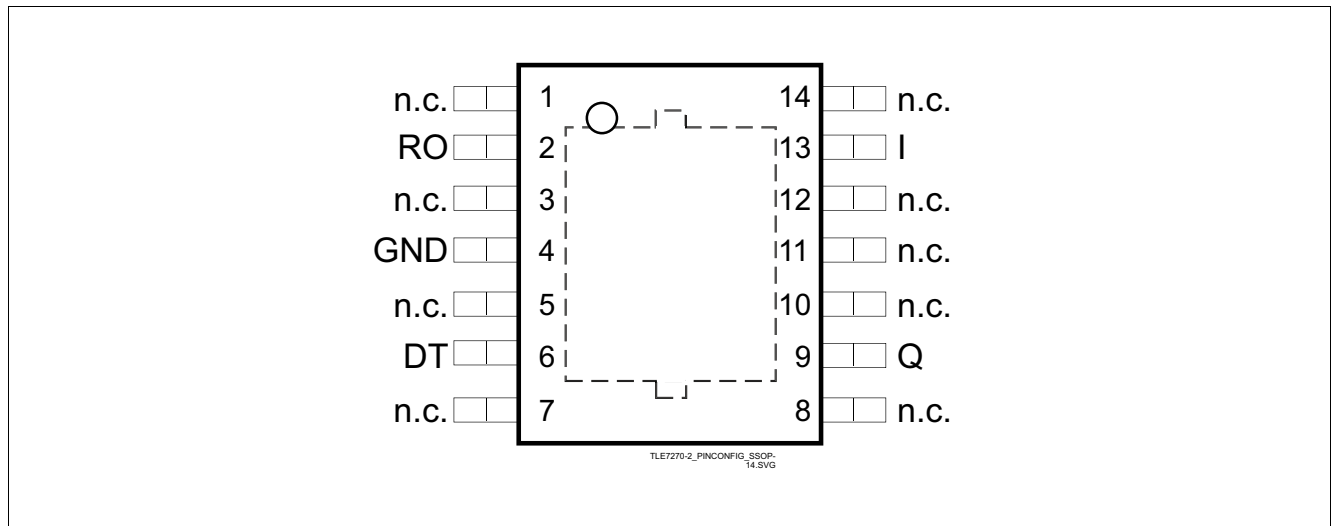 n.c. 1 14 n.c.
RO 2 13 I
n.c. 3 12 n.c.
GND 4 11 n.c.
n.c. 5 10 n.c.
DT 6 9 Q
n.c. 7 8 n.c.
TLE7270-2_PINCONFIG_SSOP-
14.SVG